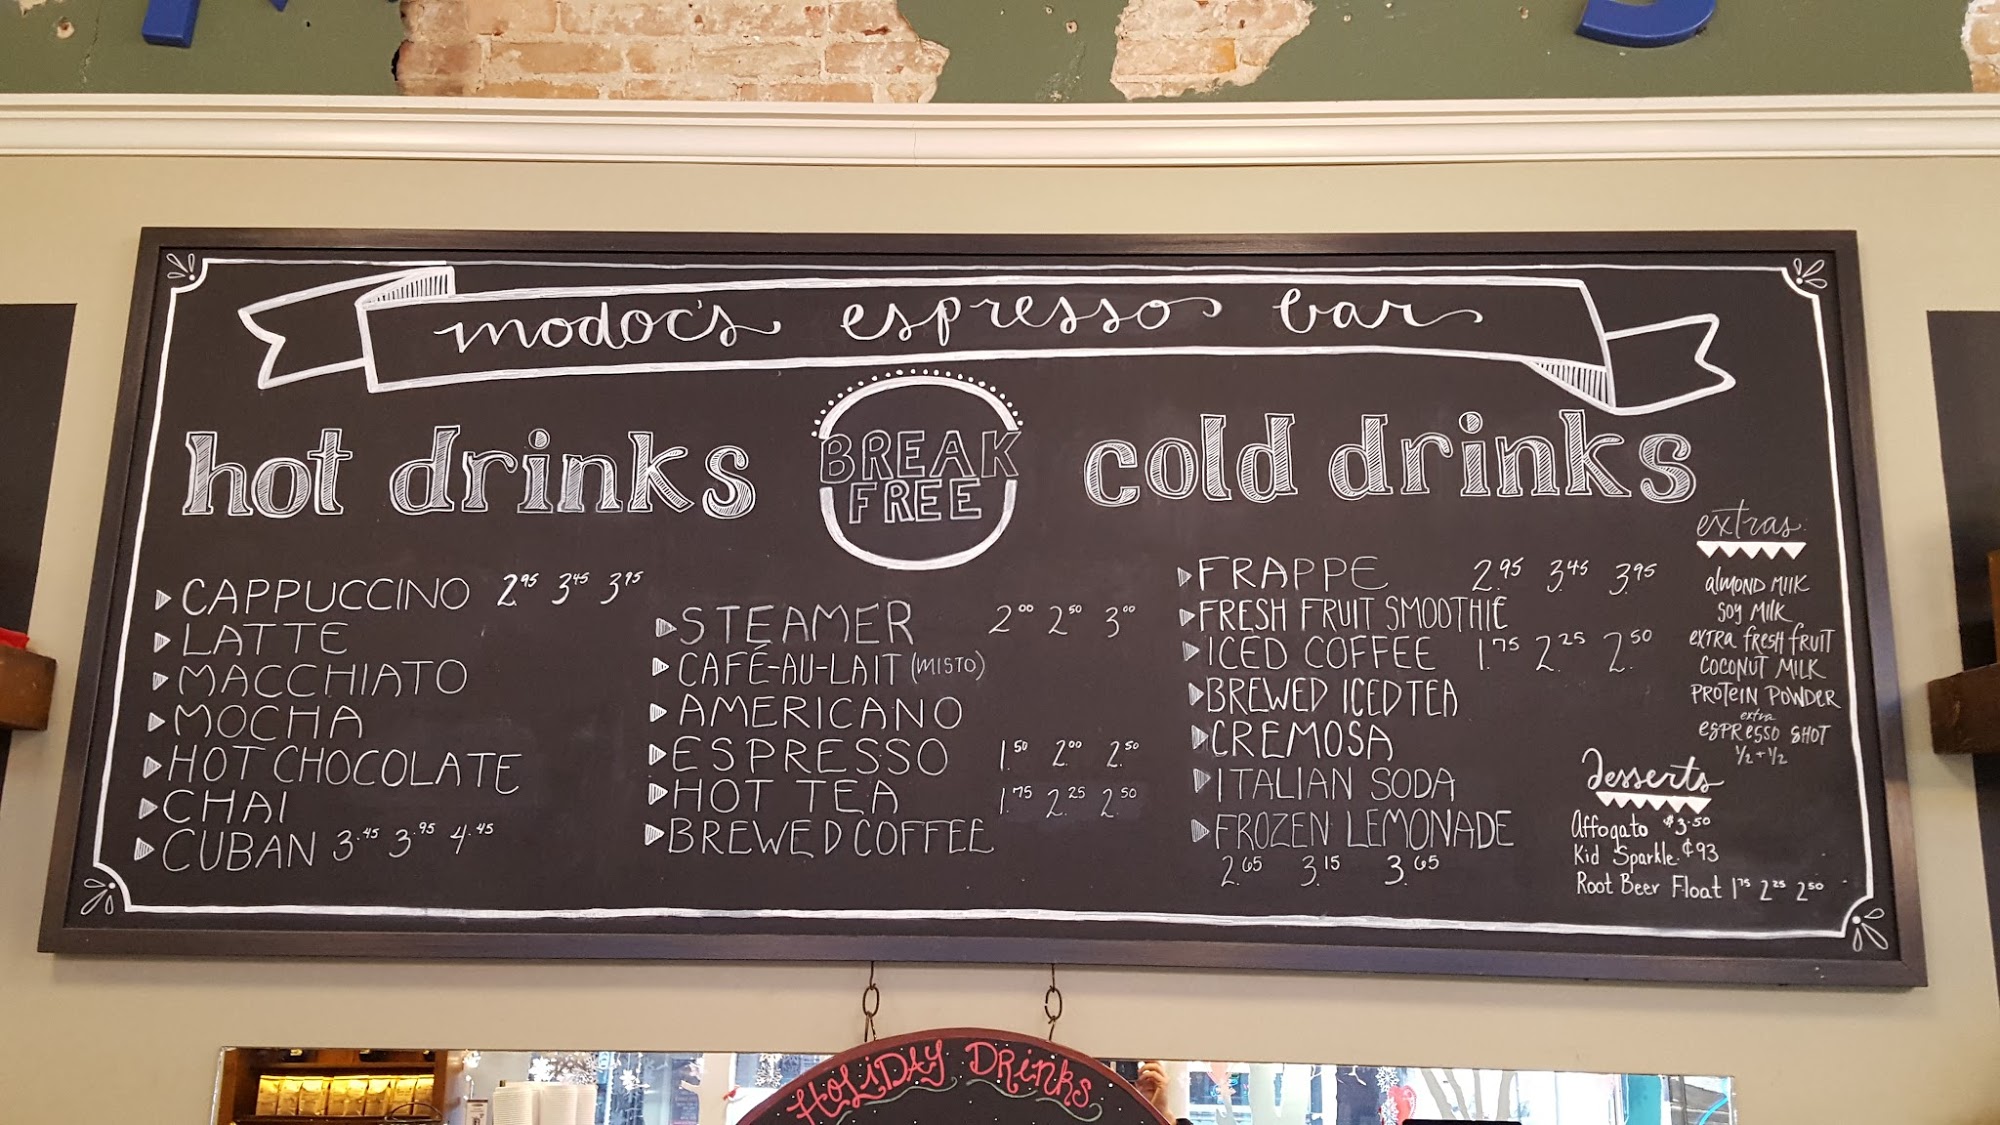 modoc's espresso bar
hot drinks
CAPPUCCINO 2.95 3.45 3.95
LATTE
MACCHIATO
MOCHA
HOT CHOCOLATE
CHAI
CUBAN 3.45 3.95 4.45
BREAK
FREE
STEAMER 2.00 2.50 3.00
CAFÉ-AU-LAIT (MISTO)
AMERICANO
ESPRESSO 1.50 2.00 2.50
HOT TEA 1.75 2.25 2.50
BREWED COFFEE
cold drinks
FRAPPE 2.95 3.45 3.95
FRESH FRUIT SMOOTHIE
ICED COFFEE 1.75 2.25 2.50
BREWED ICED TEA
CREMOSA
ITALIAN SODA
FROZEN LEMONADE
2.65 3.15 3.65
extras
almond milk
soy milk
extra fresh fruit
coconut milk
protein powder
extra
espresso shot
1/2 + 1/2
Desserts
Affogato $3.50
Kid Sparkle ¢93
Root Beer Float 1.75 2.25 2.50
HOLiDAY DRinks